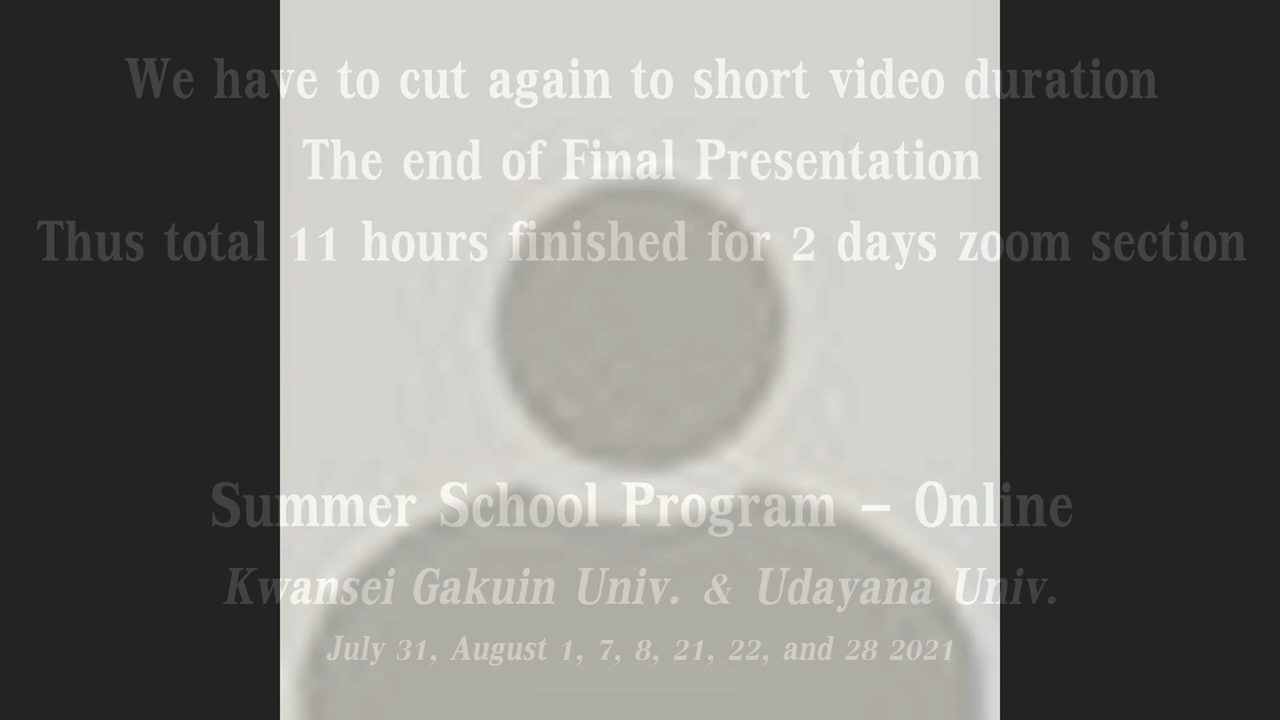 We have to cut again to short video duration
The end of Final Presentation
Thus total 11 hours finished for 2 days zoom section
Summer School Program – Online
Kwansei Gakuin Univ. & Udayana Univ.
July 31, August 1, 7, 8, 21, 22, and 28 2021